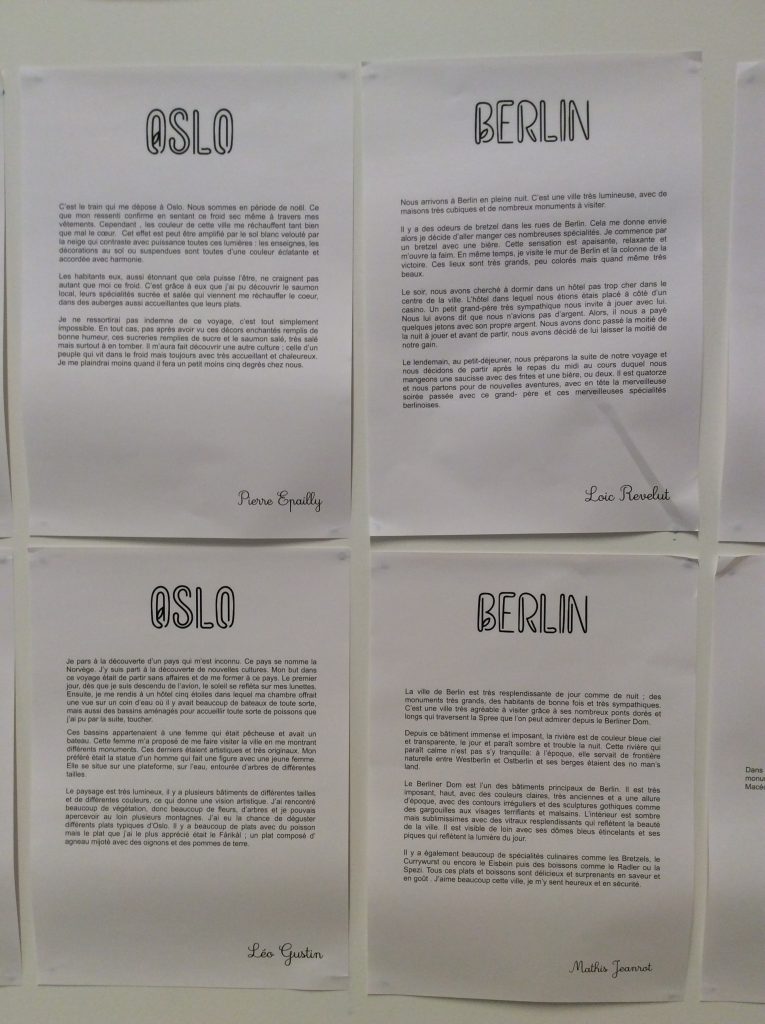 OSLO
C'est le train qui me dépose à Oslo. Nous sommes en période de noël. Ce
que mon ressenti confirme en sentant ce froid sec même à travers mes
vêtements. Cependant , les couleur de cette ville me réchauffent tant bien
que mal le cœur. Cet effet est peut être amplifié par le sol blanc velouté par
la neige qui contraste avec puissance toutes ces lumières : les enseignes, les
décorations au sol ou suspendues sont toutes d'une couleur éclatante et
accordée avec harmonie.
Les habitants eux, aussi étonnant que cela puisse l'être, ne craignent pas
autant que moi ce froid. C'est grâce à eux que j'ai pu découvrir le saumon
local, leurs spécialités sucrée et salée qui viennent me réchauffer le coeur,
dans des auberges aussi accueillantes que leurs plats.
Je ne ressortirai pas indemne de ce voyage, c'est tout simplement
impossible. En tout cas, pas après avoir vu ces décors enchantés remplis de
bonne humeur, ces sucreries remplies de sucre et le saumon salé, très salé
mais surtout à en tomber. Il m'aura fait découvrir une autre culture ; celle d'un
peuple qui vit dans le froid mais toujours avec très accueillant et chaleureux.
Je me plaindrai moins quand il fera un petit moins cinq degrés chez nous.
Pierre Epailly
BERLIN
Nous arrivons à Berlin en pleine nuit. C'est une ville très lumineuse, avec de
maisons très cubiques et de nombreux monuments à visiter.
Il y a des odeurs de bretzel dans les rues de Berlin. Cela me donne envie
alors je décide d'aller manger ces nombreuses spécialités. Je commence par
un bretzel avec une bière. Cette sensation est apaisante, relaxante et
m'ouvre la faim. En même temps, je visite le mur de Berlin et la colonne de la
victoire. Ces lieux sont très grands, peu colorés mais quand même très
beaux.
Le soir, nous avons cherché à dormir dans un hôtel pas trop cher dans le
centre de la ville. L'hôtel dans lequel nous étions était placé à côté d'un
casino. Un petit grand-père très sympathique nous invite à jouer avec lui.
Nous lui avons dit que nous n'avions pas d'argent. Alors, il nous a payé
quelques jetons avec son propre argent. Nous avons donc passé la moitié de
la nuit à jouer et avant de partir, nous avons décidé de lui laisser la moitié de
notre gain.
Le lendemain, au petit-déjeuner, nous préparons la suite de notre voyage et
nous décidons de partir après le repas du midi au cours duquel nous
mangeons une saucisse avec des frites et une bière, ou deux. Il est quatorze
et nous partons pour de nouvelles aventures, avec en tête la merveilleuse
soirée passée avec ce grand- père et ces merveilleuses spécialités
berlinoises.
Loic Revelut
OSLO
Je pars à la découverte d'un pays qui m'est inconnu. Ce pays se nomme la
Norvège. J'y suis parti à la découverte de nouvelles cultures. Mon but dans
ce voyage était de partir sans affaires et de me former à ce pays. Le premier
jour, dès que je suis descendu de l'avion, le soleil se refléta sur mes lunettes.
Ensuite, je me rendis à un hôtel cinq étoiles dans lequel ma chambre offrait
une vue sur un coin d'eau où il y avait beaucoup de bateaux de toute sorte,
mais aussi des bassins aménagés pour accueillir toute sorte de poissons que
j'ai pu par la suite, toucher.
Ces bassins appartenaient à une femme qui était pêcheuse et avait un
bateau. Cette femme m'a proposé de me faire visiter la ville en me montrant
différents monuments. Ces derniers étaient artistiques et très originaux. Mon
préféré était la statue d'un homme qui fait une figure avec une jeune femme.
Elle se situe sur une plateforme, sur l'eau, entourée d'arbres de différentes
tailles.
Le paysage est très lumineux, il y a plusieurs bâtiments de différentes tailles
et de différentes couleurs, ce qui donne une vision artistique. J'ai rencontré
beaucoup de végétation, donc beaucoup de fleurs, d'arbres et je pouvais
apercevoir au loin plusieurs montagnes. J'ai eu la chance de déguster
différents plats typiques d'Oslo. Il y a beaucoup de plats avec du poisson
mais le plat que j'ai le plus apprécié était le Fårikål ; un plat composé d'
agneau mijoté avec des oignons et des pommes de terre.
Léo Gustin
BERLIN
La ville de Berlin est très resplendissante de jour comme de nuit ; des
monuments très grands, des habitants de bonne fois et très sympathiques.
C'est une ville très agréable à visiter grâce à ses nombreux ponts dorés et
longs qui traversent la Spree que l'on peut admirer depuis le Berliner Dom.
Depuis ce bâtiment immense et imposant, la rivière est de couleur bleue ciel
et transparente, le jour et paraît sombre et trouble la nuit. Cette rivière qui
paraît calme n'est pas s'y tranquille: à l'époque, elle servait de frontière
naturelle entre Westberlin et Ostberlin et ses berges étaient des no man's
land.
Le Berliner Dom est l'un des bâtiments principaux de Berlin. Il est très
imposant, haut, avec des couleurs claires, très anciennes et a une allure
d'époque, avec des contours irréguliers et des sculptures gothiques comme
des gargouilles aux visages terrifiants et malsains. L'intérieur est sombre
mais sublimissimes avec des vitraux resplendissants qui reflètent la beauté
de la ville. Il est visible de loin avec ses dômes bleus étincelants et ses
piques qui reflètent la lumière du jour.
Il y a également beaucoup de spécialités culinaires comme les Bretzels, le
Currywurst ou encore le Eisbein puis des boissons comme le Radler ou la
Spezi. Tous ces plats et boissons sont délicieux et surprenants en saveur et
en goût . J'aime beaucoup cette ville, je m'y sent heureux et en sécurité.
Mathis Jeanrot
Dans
monu
Macé